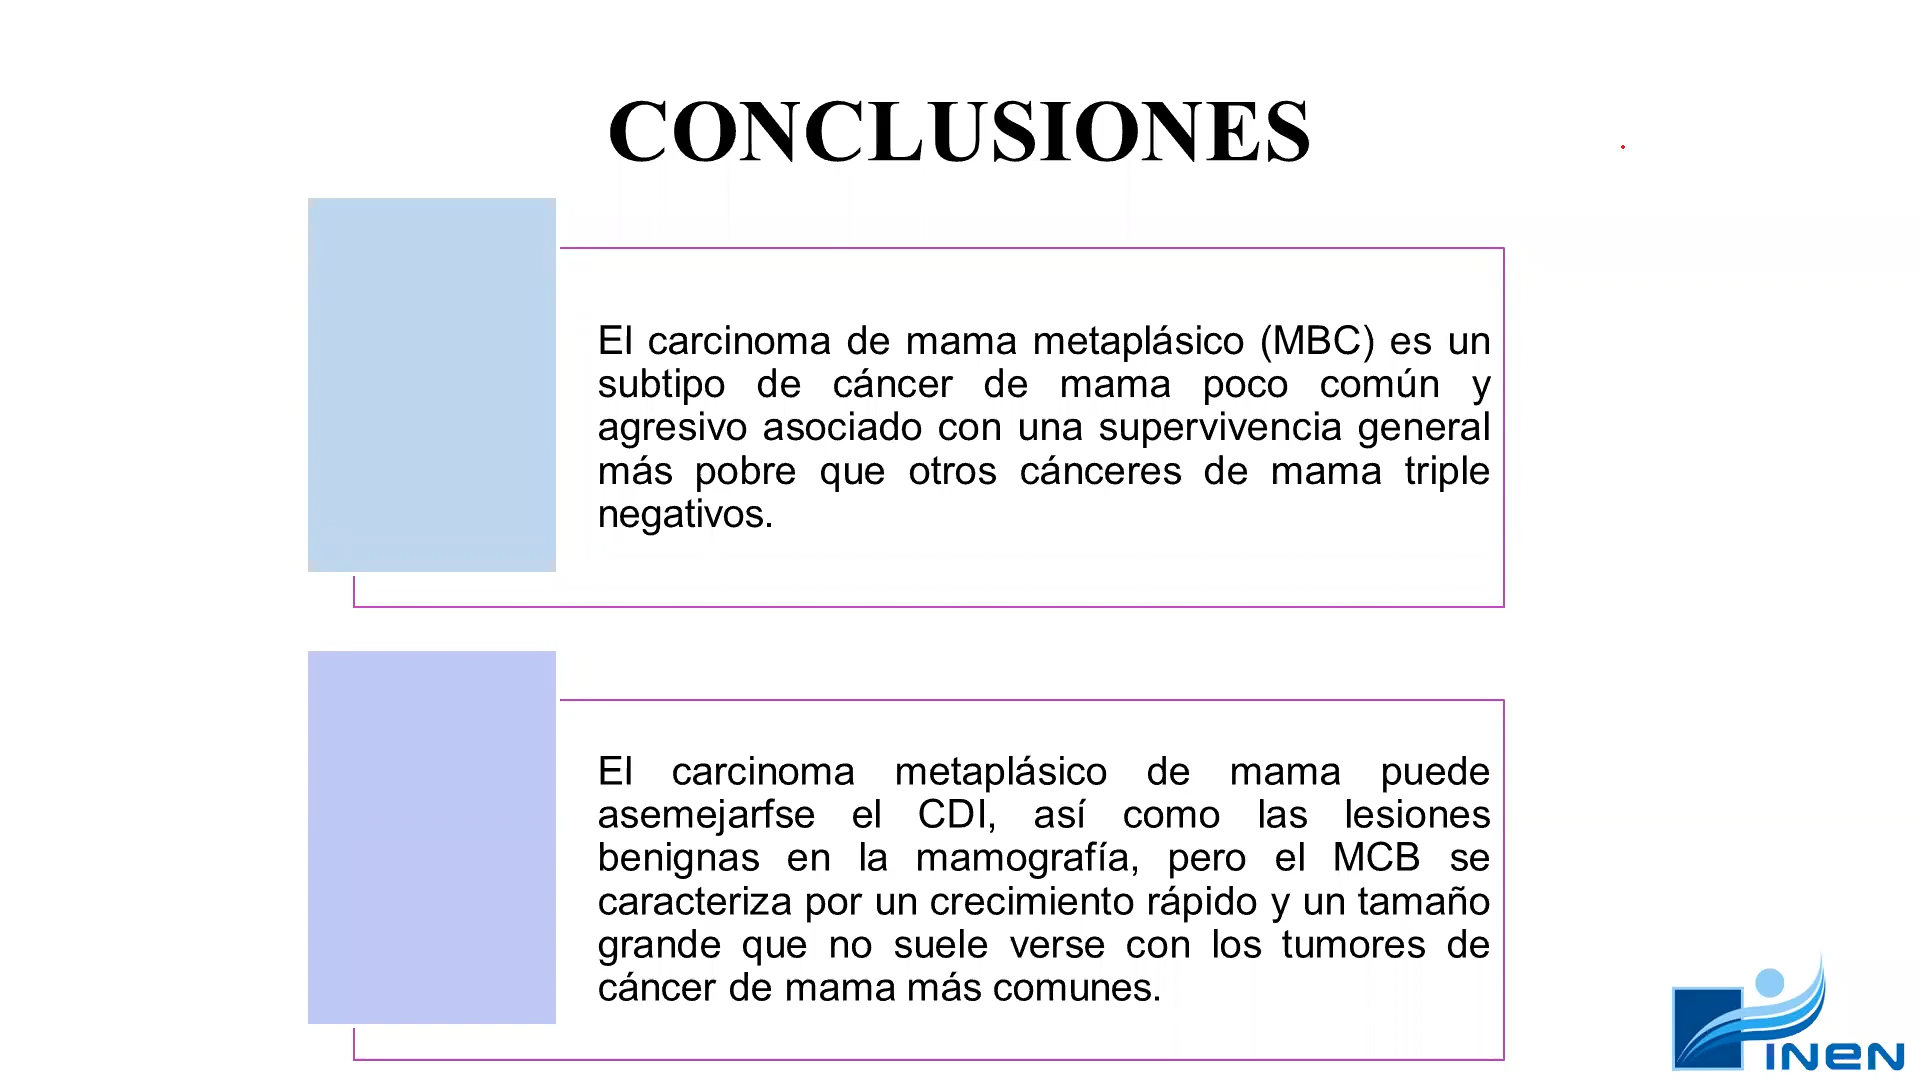 CONCLUSIONES
El carcinoma de mama metaplásico (MBC) es un
subtipo de cáncer de mama poco común y
agresivo asociado con una supervivencia general
más pobre que otros cánceres de mama triple
negativos.
El carcinoma metaplásico de mama puede
asemejarfse el CDI, así como las lesiones
benignas en la mamografía, pero el MCB se
caracteriza por un crecimiento rápido y un tamaño
grande que no suele verse con los tumores de
cáncer de mama más comunes.
INEN